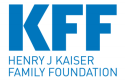 KFF
HENRY J KAISER
FAMILY FOUNDATION